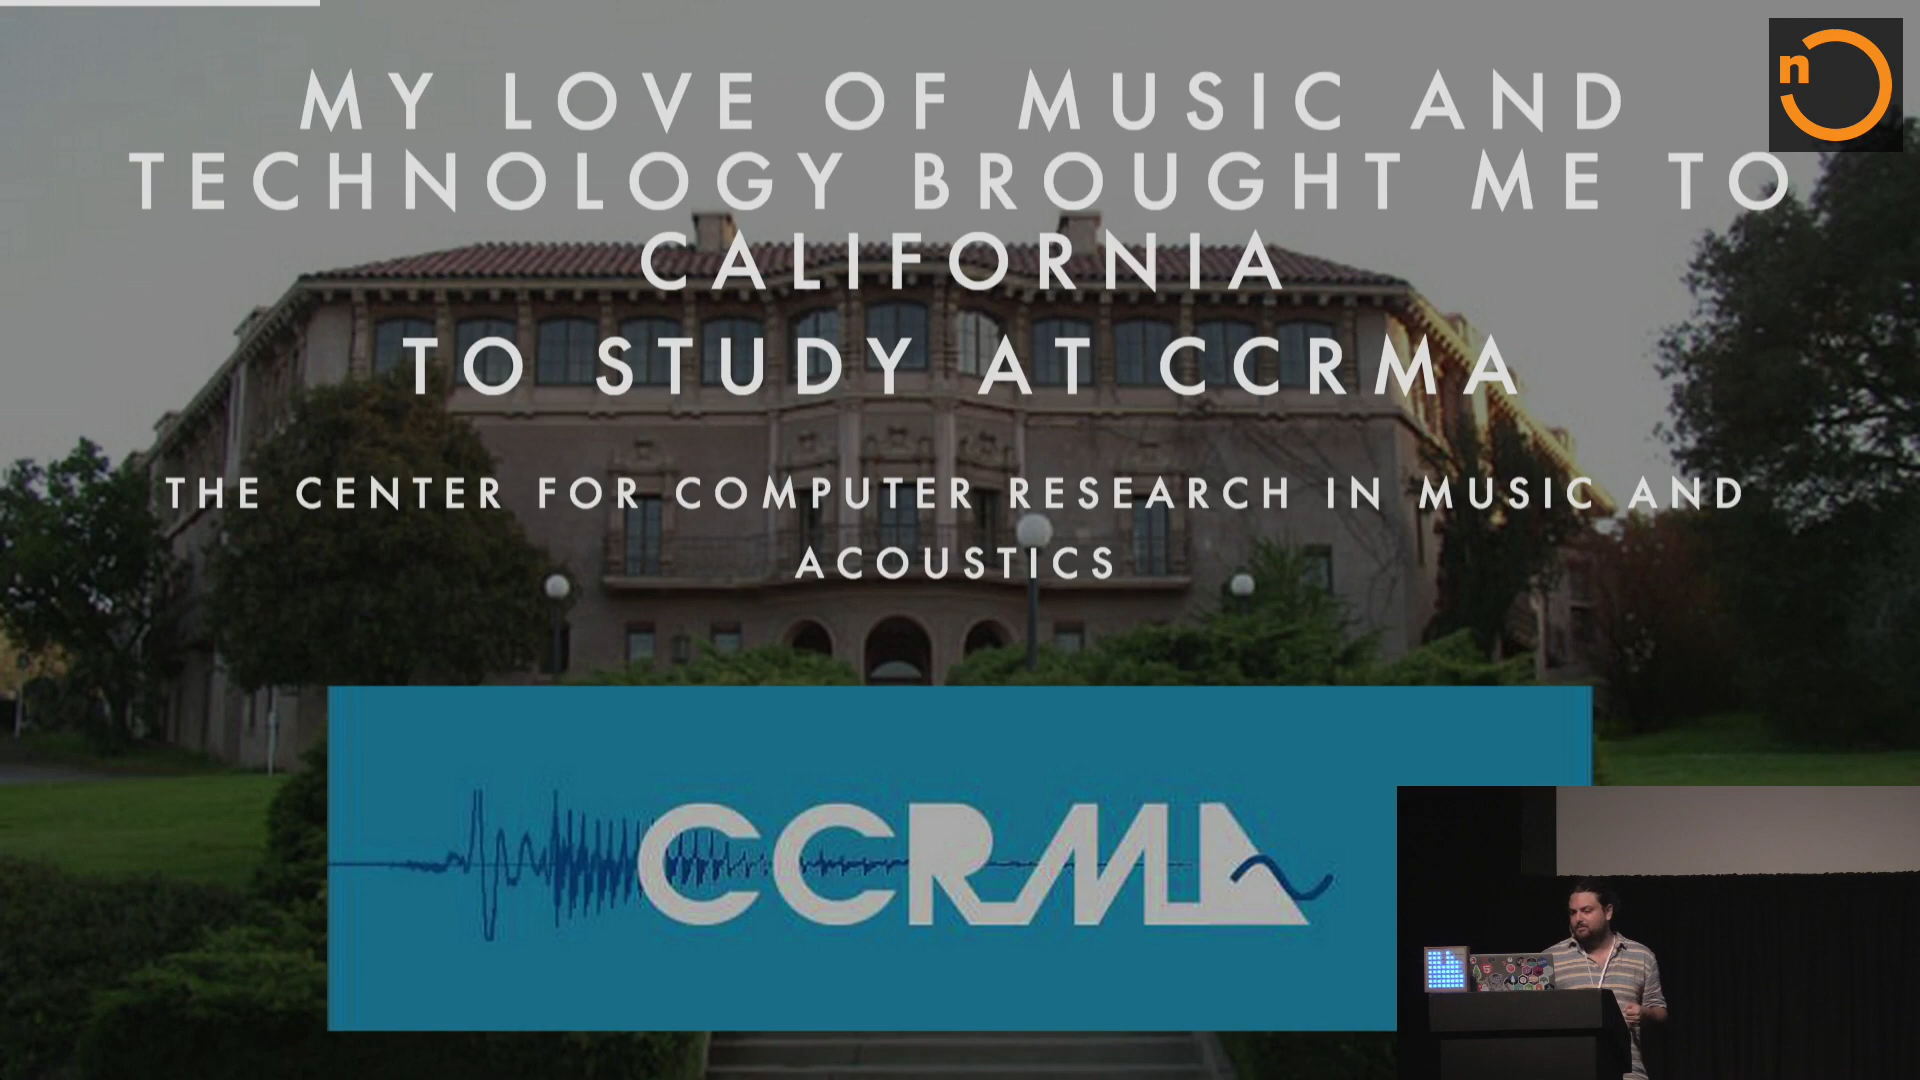 n
MY LOVE OF MUSIC AND
TECHNOLOGY BROUGHT ME TO
CALIFORNIA
TO STUDY AT CCRMA
THE CENTER FOR COMPUTER RESEARCH IN MUSIC AND
ACOUSTICS
CCRMA